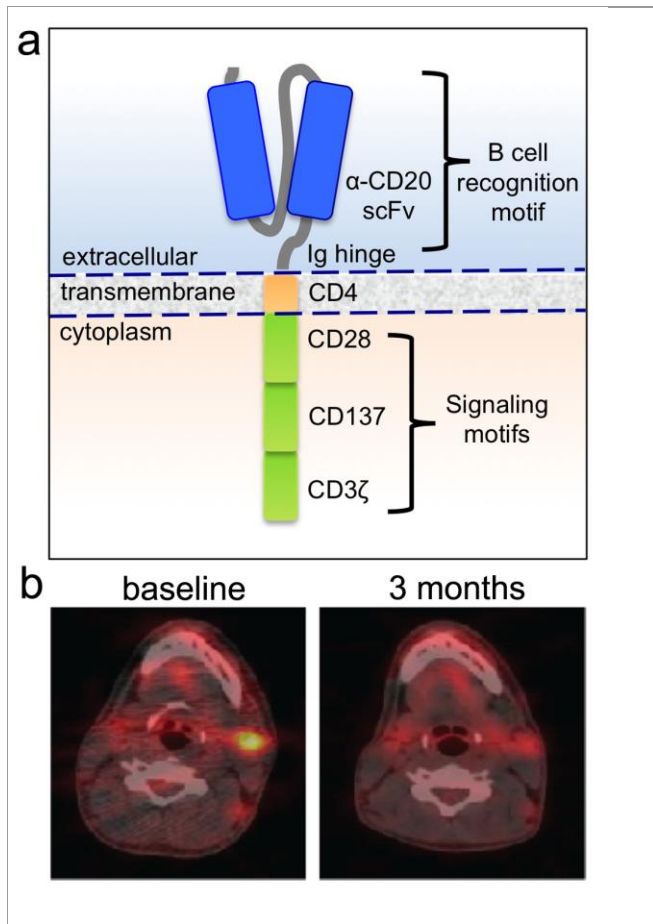 a
α-CD20
scFv
B cell
recognition
motif
extracellular
Ig hinge
transmembrane
CD4
cytoplasm
CD28
CD137
CD3ζ
Signaling
motifs
b
baseline
3 months